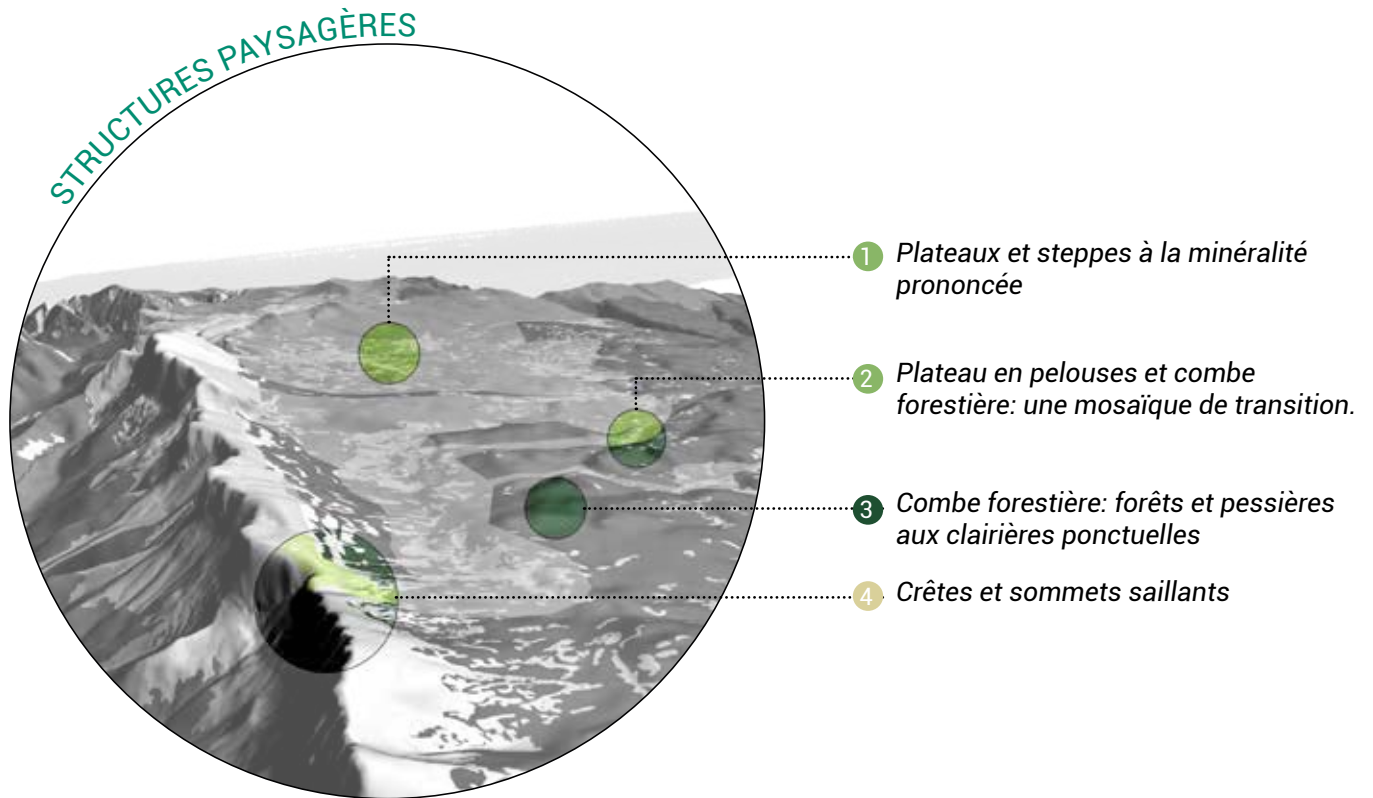 STRUCTURES PAYSAGÈRES
1 Plateaux et steppes à la minéralité
prononcée
2 Plateau en pelouses et combe
forestière: une mosaïque de transition.
3 Combe forestière: forêts et pessières
aux clairières ponctuelles
4 Crêtes et sommets saillants